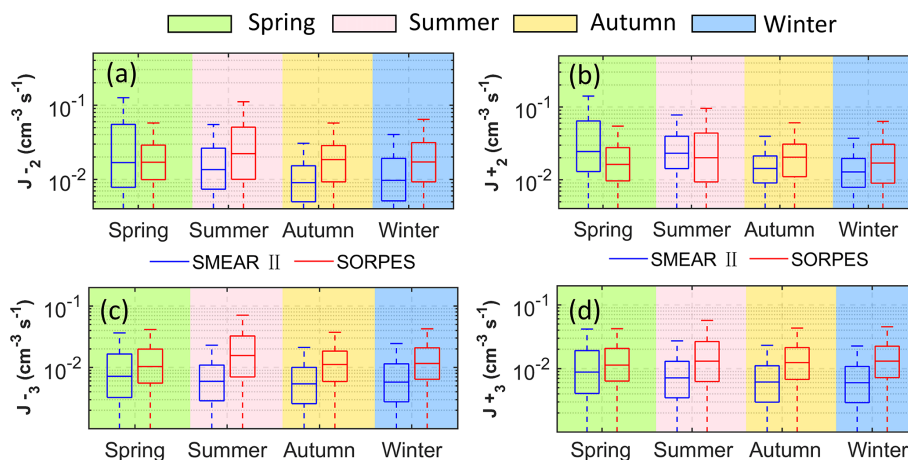 Spring Summer Autumn Winter
(a) (b)
J -₂ (cm⁻³ s⁻¹)
10⁻¹
10⁻²
Spring Summer Autumn Winter
J +₂ (cm⁻³ s⁻¹)
10⁻¹
10⁻²
Spring Summer Autumn Winter
SMEAR II SORPES
SMEAR II SORPES
(c) (d)
J -₃ (cm⁻³ s⁻¹)
10⁻¹
10⁻²
Spring Summer Autumn Winter
J +₃ (cm⁻³ s⁻¹)
10⁻¹
10⁻²
Spring Summer Autumn Winter